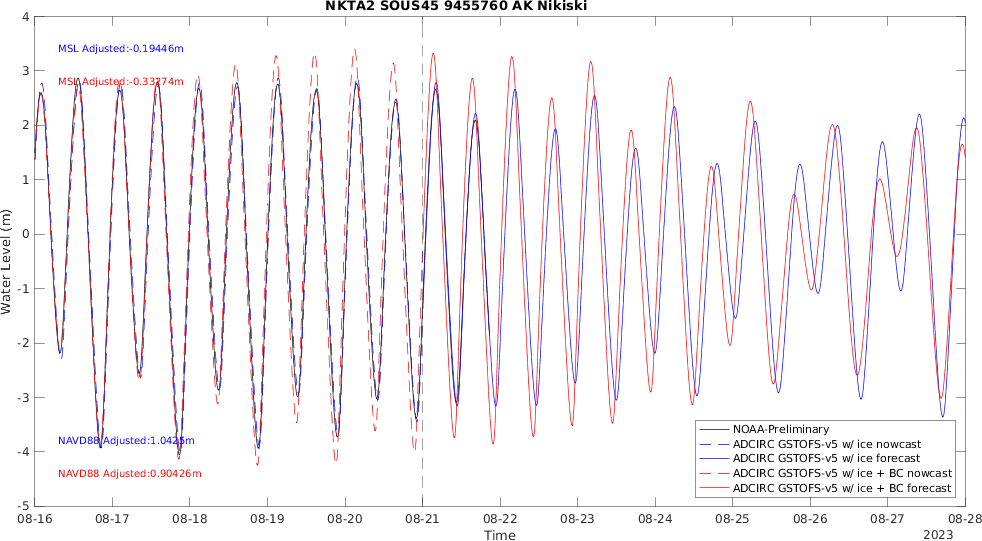 NKTA2 SOUS45 9455760 AK Nikiski
4
3
2
1
0
-1
-2
-3
-4
-5
Water Level (m)
MSL Adjusted:-0.19446m
MSL Adjusted:-0.33274m
NAVD88 Adjusted:1.0425m
NAVD88 Adjusted:0.90426m
NOAA-Preliminary
ADCIRC GSTOFS-v5 w/ ice nowcast
ADCIRC GSTOFS-v5 w/ ice forecast
ADCIRC GSTOFS-v5 w/ ice + BC nowcast
ADCIRC GSTOFS-v5 w/ ice + BC forecast
08-16 08-17 08-18 08-19 08-20 08-21 08-22 08-23 08-24 08-25 08-26 08-27 08-28
Time
2023